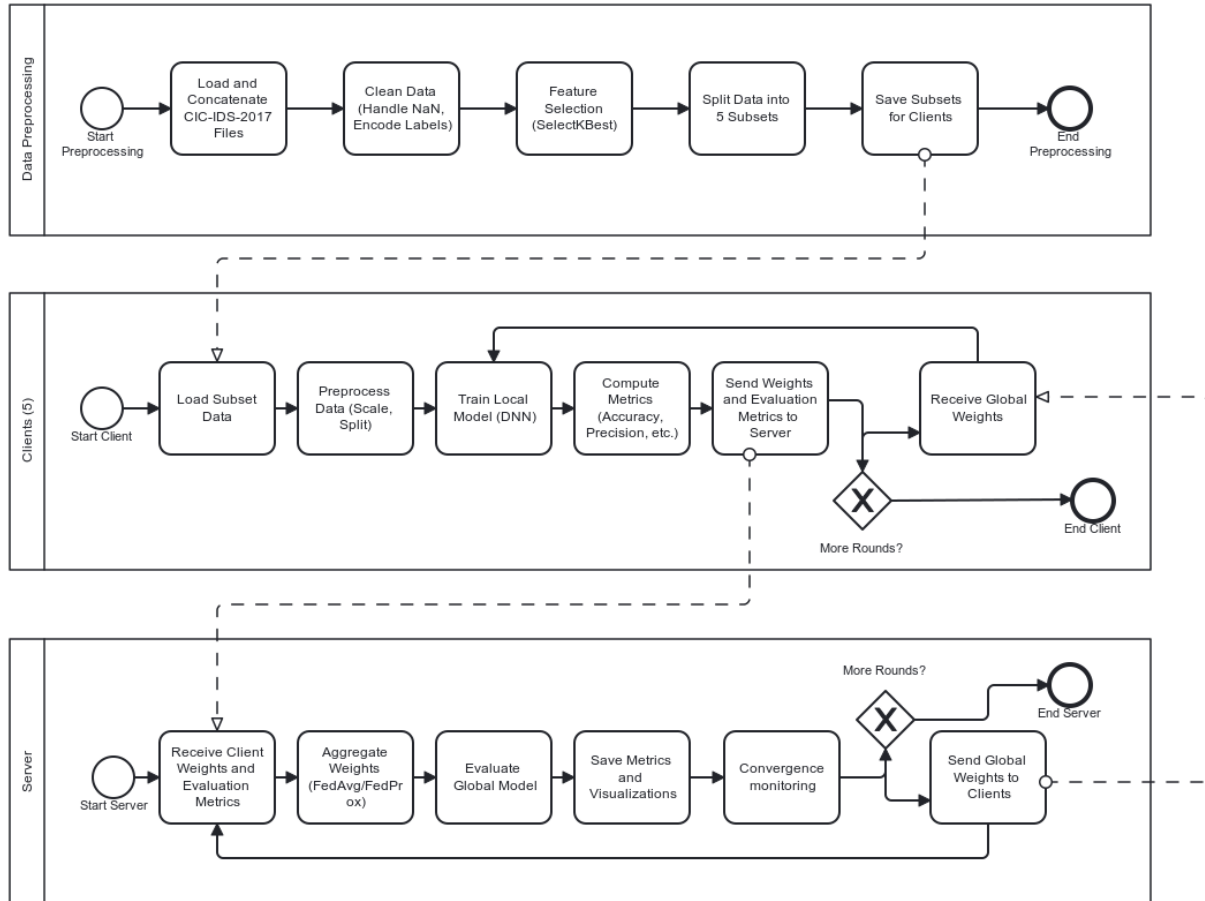 Data Preprocessing
Start
Preprocessing
Load and
Concatenate
CIC-IDS-2017
Files
Clean Data
(Handle NaN,
Encode Labels)
Feature
Selection
(SelectKBest)
Split Data into
5 Subsets
Save Subsets
for Clients
End
Preprocessing
Clients (5)
Start Client
Load Subset
Data
Preprocess
Data (Scale,
Split)
Train Local
Model (DNN)
Compute
Metrics
(Accuracy,
Precision, etc.)
Send Weights
and Evaluation
Metrics to
Server
More Rounds?
Receive Global
Weights
End Client
Server
Start Server
Receive Client
Weights and
Evaluation
Metrics
Aggregate
Weights
(FedAvg/FedPr
ox)
Evaluate
Global Model
Save Metrics
and
Visualizations
Convergence
monitoring
More Rounds?
End Server
Send Global
Weights to
Clients